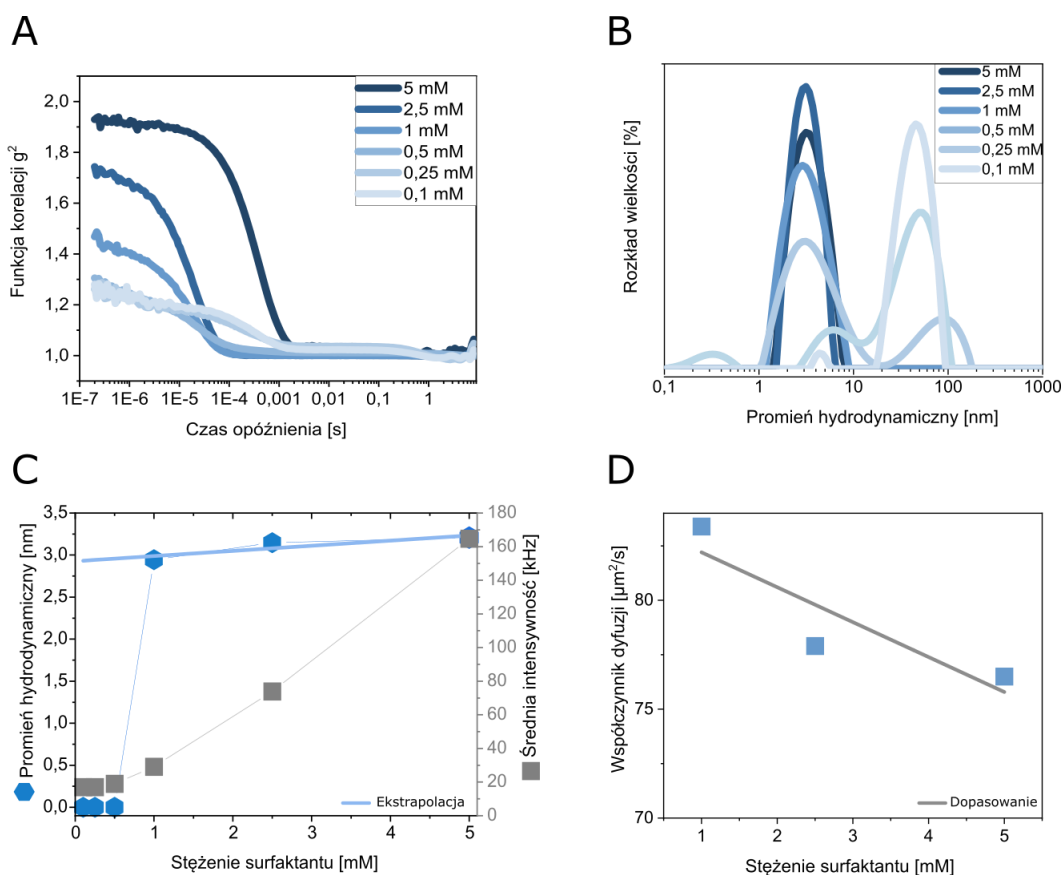 A
2,0
1,8
1,6
1,4
1,2
1,0
Funkcja korelacji g²
5 mM
2,5 mM
1 mM
0,5 mM
0,25 mM
0,1 mM
1E-7 1E-6 1E-5 1E-4 0,001 0,01 0,1 1
Czas opóźnienia [s]
B
Rozkład wielkości [%]
5 mM
2,5 mM
1 mM
0,5 mM
0,25 mM
0,1 mM
0,1 1 10 100 1000
Promień hydrodynamiczny [nm]
C
3,5
3,0
2,5
2,0
1,5
1,0
0,5
0,0
Promień hydrodynamiczny [nm]
180
160
140
120
100
80
60
40
20
0
Średnia intensywność [kHz]
Ekstrapolacja
0 1 2 3 4 5
Stężenie surfaktantu [mM]
D
80
75
70
Współczynnik dyfuzji [µm²/s]
Dopasowanie
1 2 3 4 5
Stężenie surfaktantu [mM]